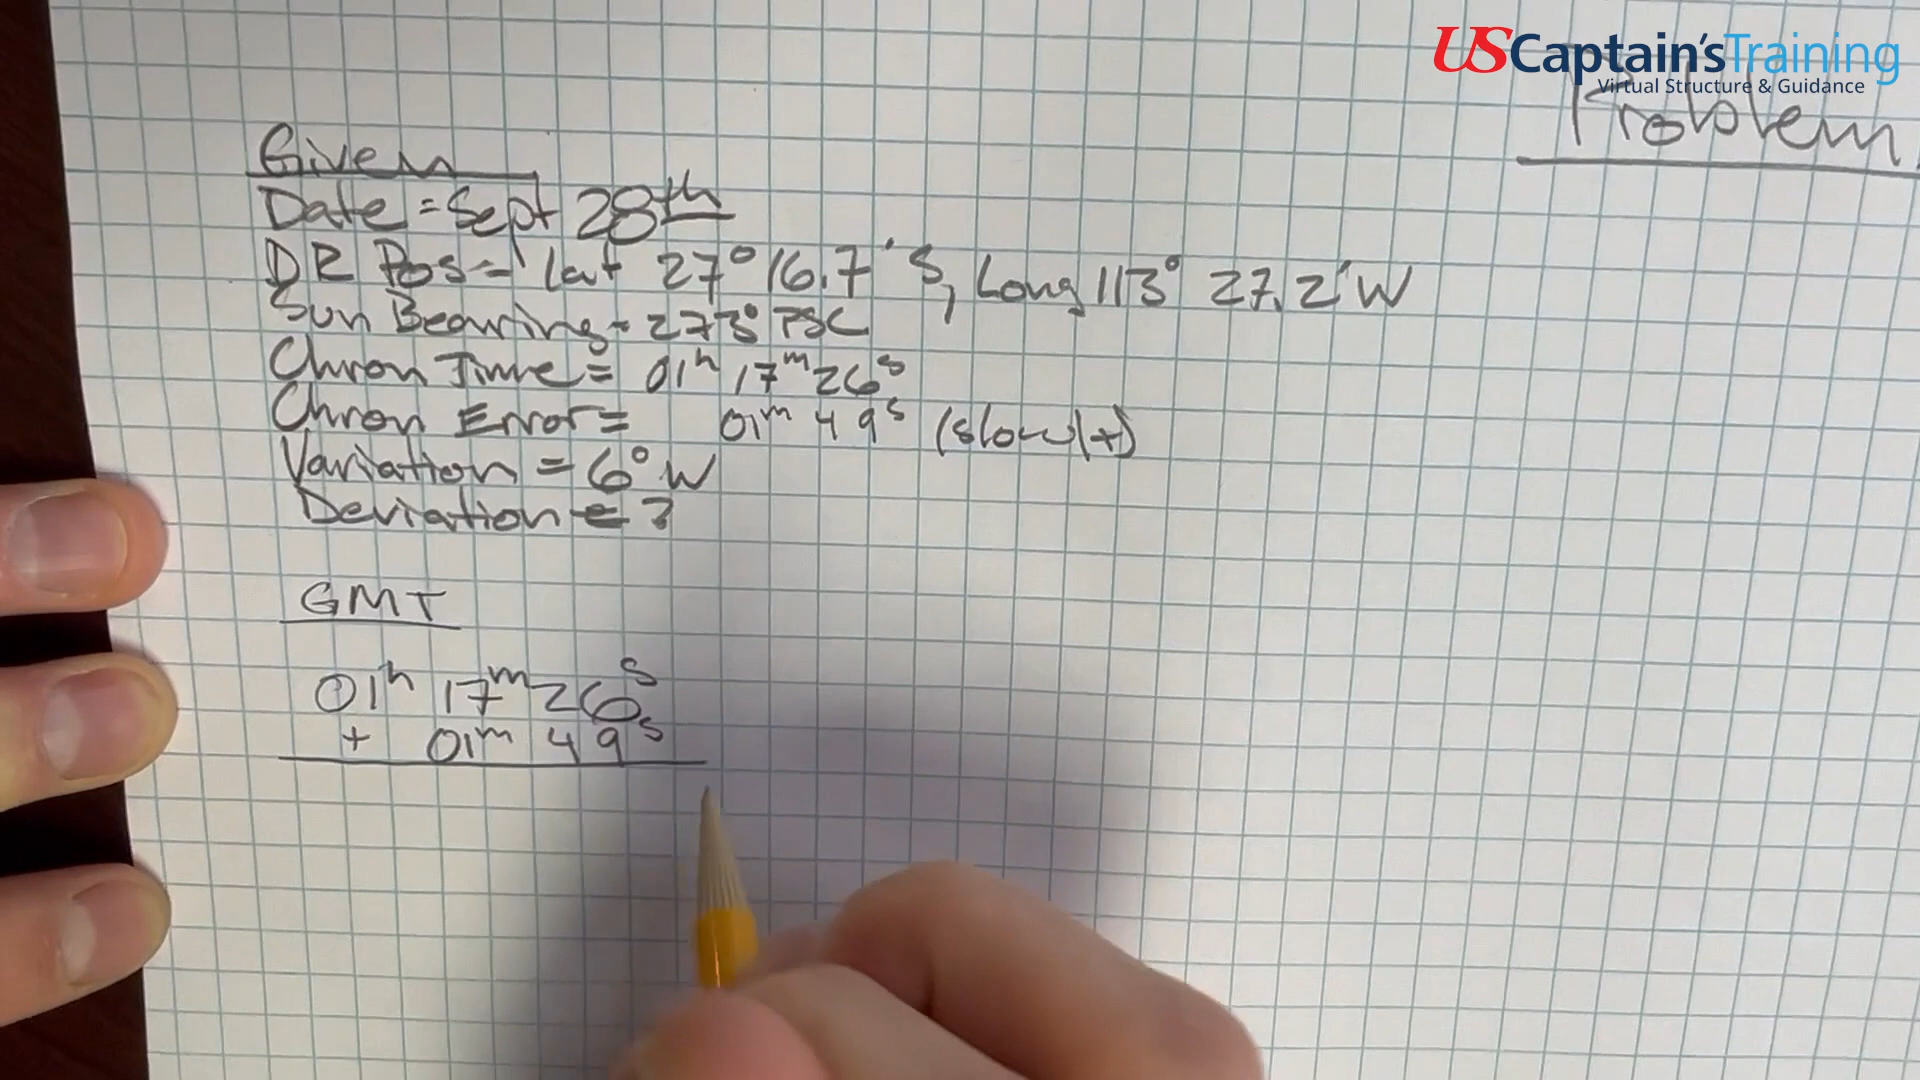 USCaptain'sTraining
Virtual Structure & Guidance
Problem
Given
Date = Sept 28th
DR Pos = Lat 27° 16.7' S, Long 113° 27.2' W
Sun Bearing = 273° PSC
Chron Time = 01h 17m 26s
Chron Error = 01m 49s (slow/+)
Variation = 6° W
Deviation = ?
GMT
01h 17m 26s
+ 01m 49s